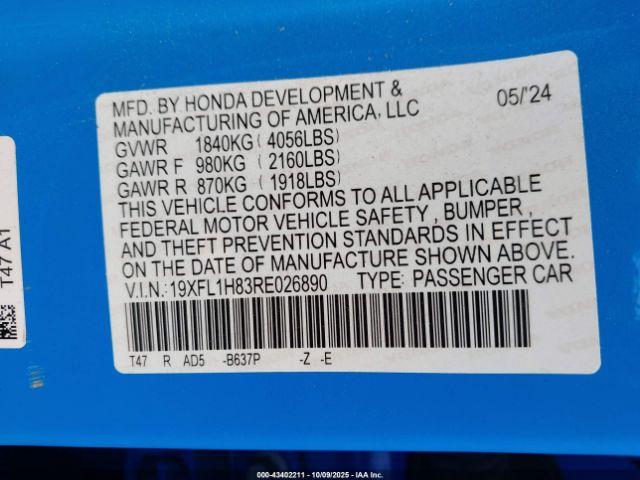 MFD. BY HONDA DEVELOPMENT & 05/'24
MANUFACTURING OF AMERICA, LLC
GVWR 1840KG ( 4056LBS)
GAWR F 980KG ( 2160LBS)
GAWR R 870KG ( 1918LBS)
THIS VEHICLE CONFORMS TO ALL APPLICABLE
FEDERAL MOTOR VEHICLE SAFETY , BUMPER ,
AND THEFT PREVENTION STANDARDS IN EFFECT
ON THE DATE OF MANUFACTURE SHOWN ABOVE.
V.I.N.:19XFL1H83RE026890 TYPE: PASSENGER CAR
T47 R AD5 -B637P -Z -E
T47 A1
000-43402211 - 10/09/2025 - IAA Inc.